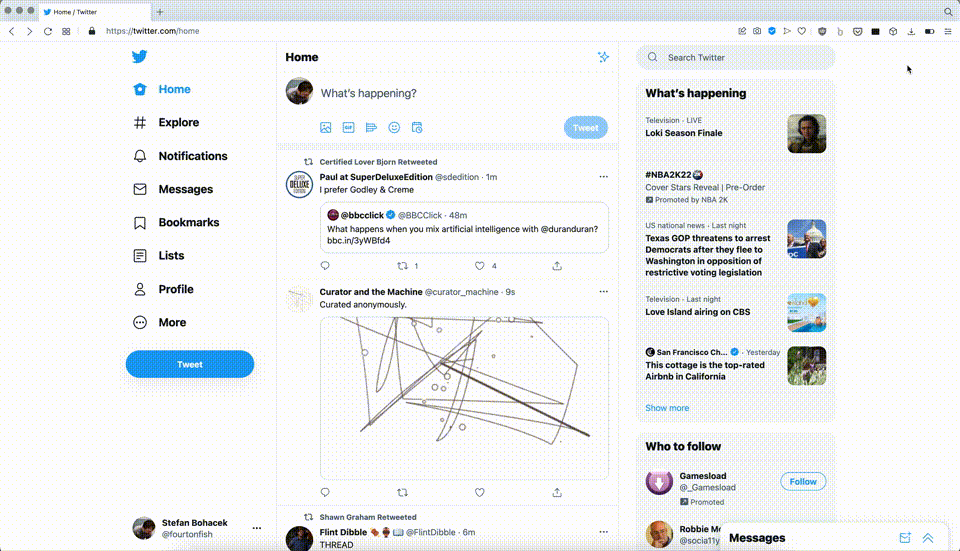 Home / Twitter
https://twitter.com/home
Home
Explore
Notifications
Messages
Bookmarks
Lists
Profile
More
Tweet
Stefan Bohacek
@fourtonfish
Home
What's happening?
GIF
Tweet
Certified Lover Bjorn Retweeted
Paul at SuperDeluxeEdition @sdedition · 1m
SUPER
DELUXE
EDITION
I prefer Godley & Creme
@bbcclick @BBCClick · 48m
What happens when you mix artificial intelligence with @duranduran?
bbc.in/3yWBfd4
1
4
Curator and the Machine @curator_machine · 9s
Curated anonymously.
Shawn Graham Retweeted
Flint Dibble @FlintDibble · 6m
THREAD
Search Twitter
What's happening
Television · LIVE
Loki Season Finale
#NBA2K22
Cover Stars Reveal | Pre-Order
Promoted by NBA 2K
US national news · Last night
Texas GOP threatens to arrest
Democrats after they flee to
Washington in opposition of
restrictive voting legislation
Television · Last night
Love Island airing on CBS
San Francisco Ch... · Yesterday
This cottage is the top-rated
Airbnb in California
Show more
Who to follow
Gamesload
@_Gamesload
Promoted
Follow
Robbie
@socia11y
Messages